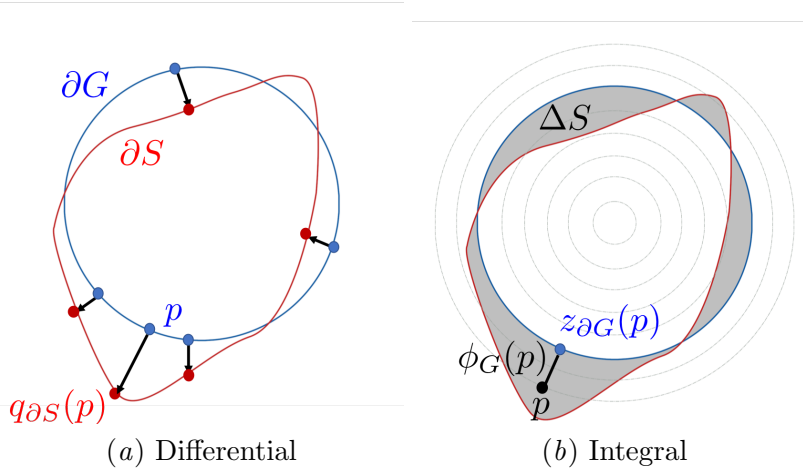 ∂G
∂S
p
q∂S(p)
(a) Differential
ΔS
z∂G(p)
ϕG(p)
p
(b) Integral